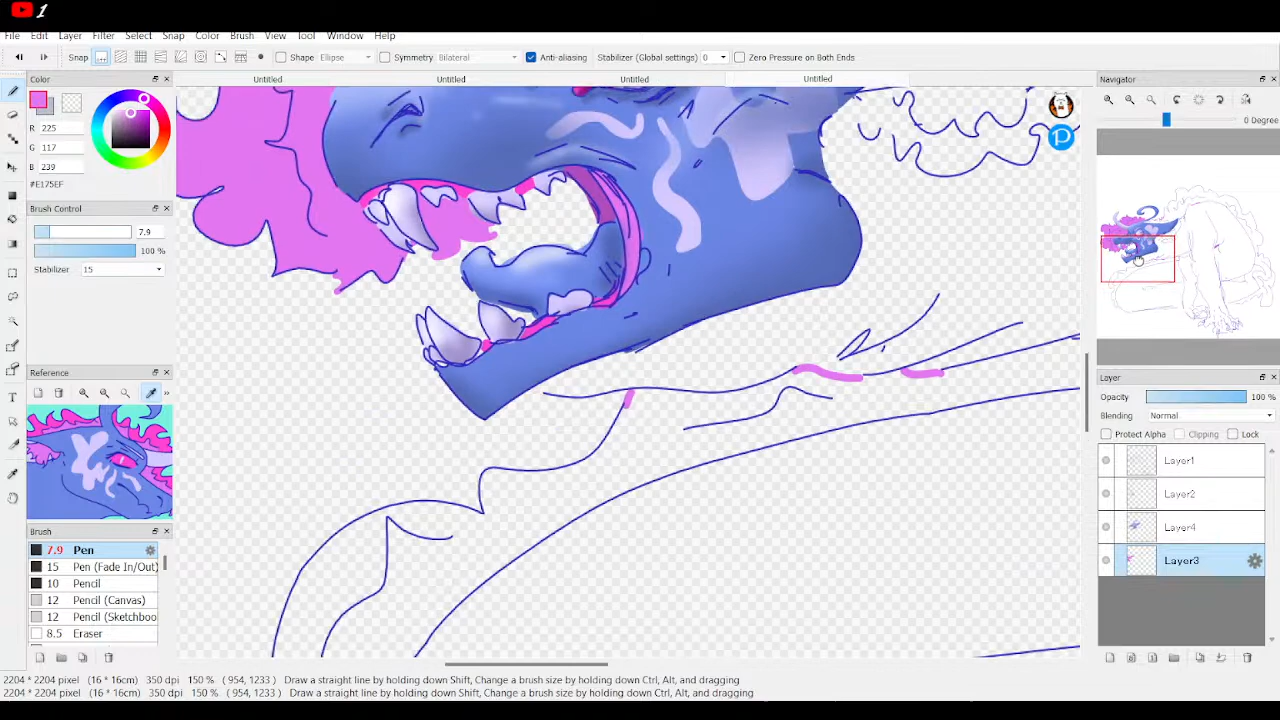 1
File Edit Layer Filter Select Snap Color Brush View Tool Window Help
Snap Shape Ellipse Symmetry Bilateral Anti-aliasing Stabilizer (Global settings) 0 Zero Pressure on Both Ends
Color
Untitled Untitled Untitled Untitled
Navigator
R 225
G 117
B 239
#E175EF
0 Degree
Brush Control
7.9
100 %
Stabilizer 15
Reference
Layer
Opacity 100 %
Blending Normal
Protect Alpha Clipping Lock
Layer1
Layer2
Layer4
Layer3
Brush
7.9 Pen
15 Pen (Fade In/Out)
10 Pencil
12 Pencil (Canvas)
12 Pencil (Sketchboo
8.5 Eraser
2204 * 2204 pixel (16 * 16cm) 350 dpi 150 % ( 954, 1233 ) Draw a straight line by holding down Shift, Change a brush size by holding down Ctrl, Alt, and dragging
2204 * 2204 pixel (16 * 16cm) 350 dpi 150 % ( 954, 1233 ) Draw a straight line by holding down Shift, Change a brush size by holding down Ctrl, Alt, and dragging